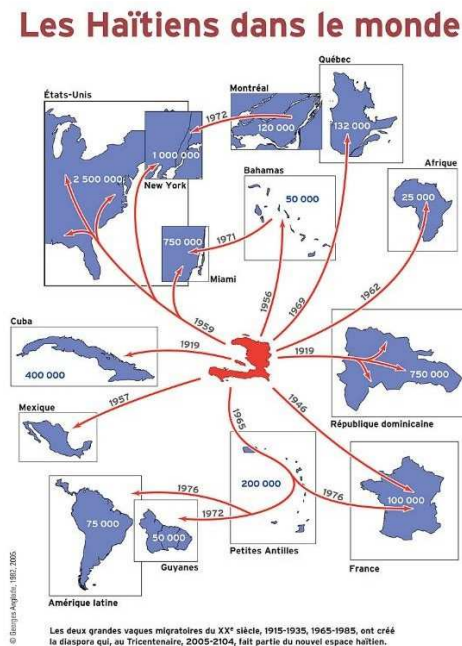 Les Haïtiens dans le monde
Québec
États-Unis
Montréal
1972
120 000
132 000
1 000 000
2 500 000
New York
Bahamas
50 000
Afrique
25 000
750 000
1971
Miami
1956
1969
1962
1959
Cuba
1919
400 000
1919
750 000
République dominicaine
Mexique
1957
1965
1946
200 000
1976
1976
100 000
75 000
1972
50 000
Guyanes
Petites Antilles
France
Amérique latine
© Georges Anglade, 1982, 2005
Les deux grandes vagues migratoires du XXe siècle, 1915-1935, 1965-1985, ont créé
la diaspora qui, au Tricentenaire, 2005-2104, fait partie du nouvel espace haïtien.